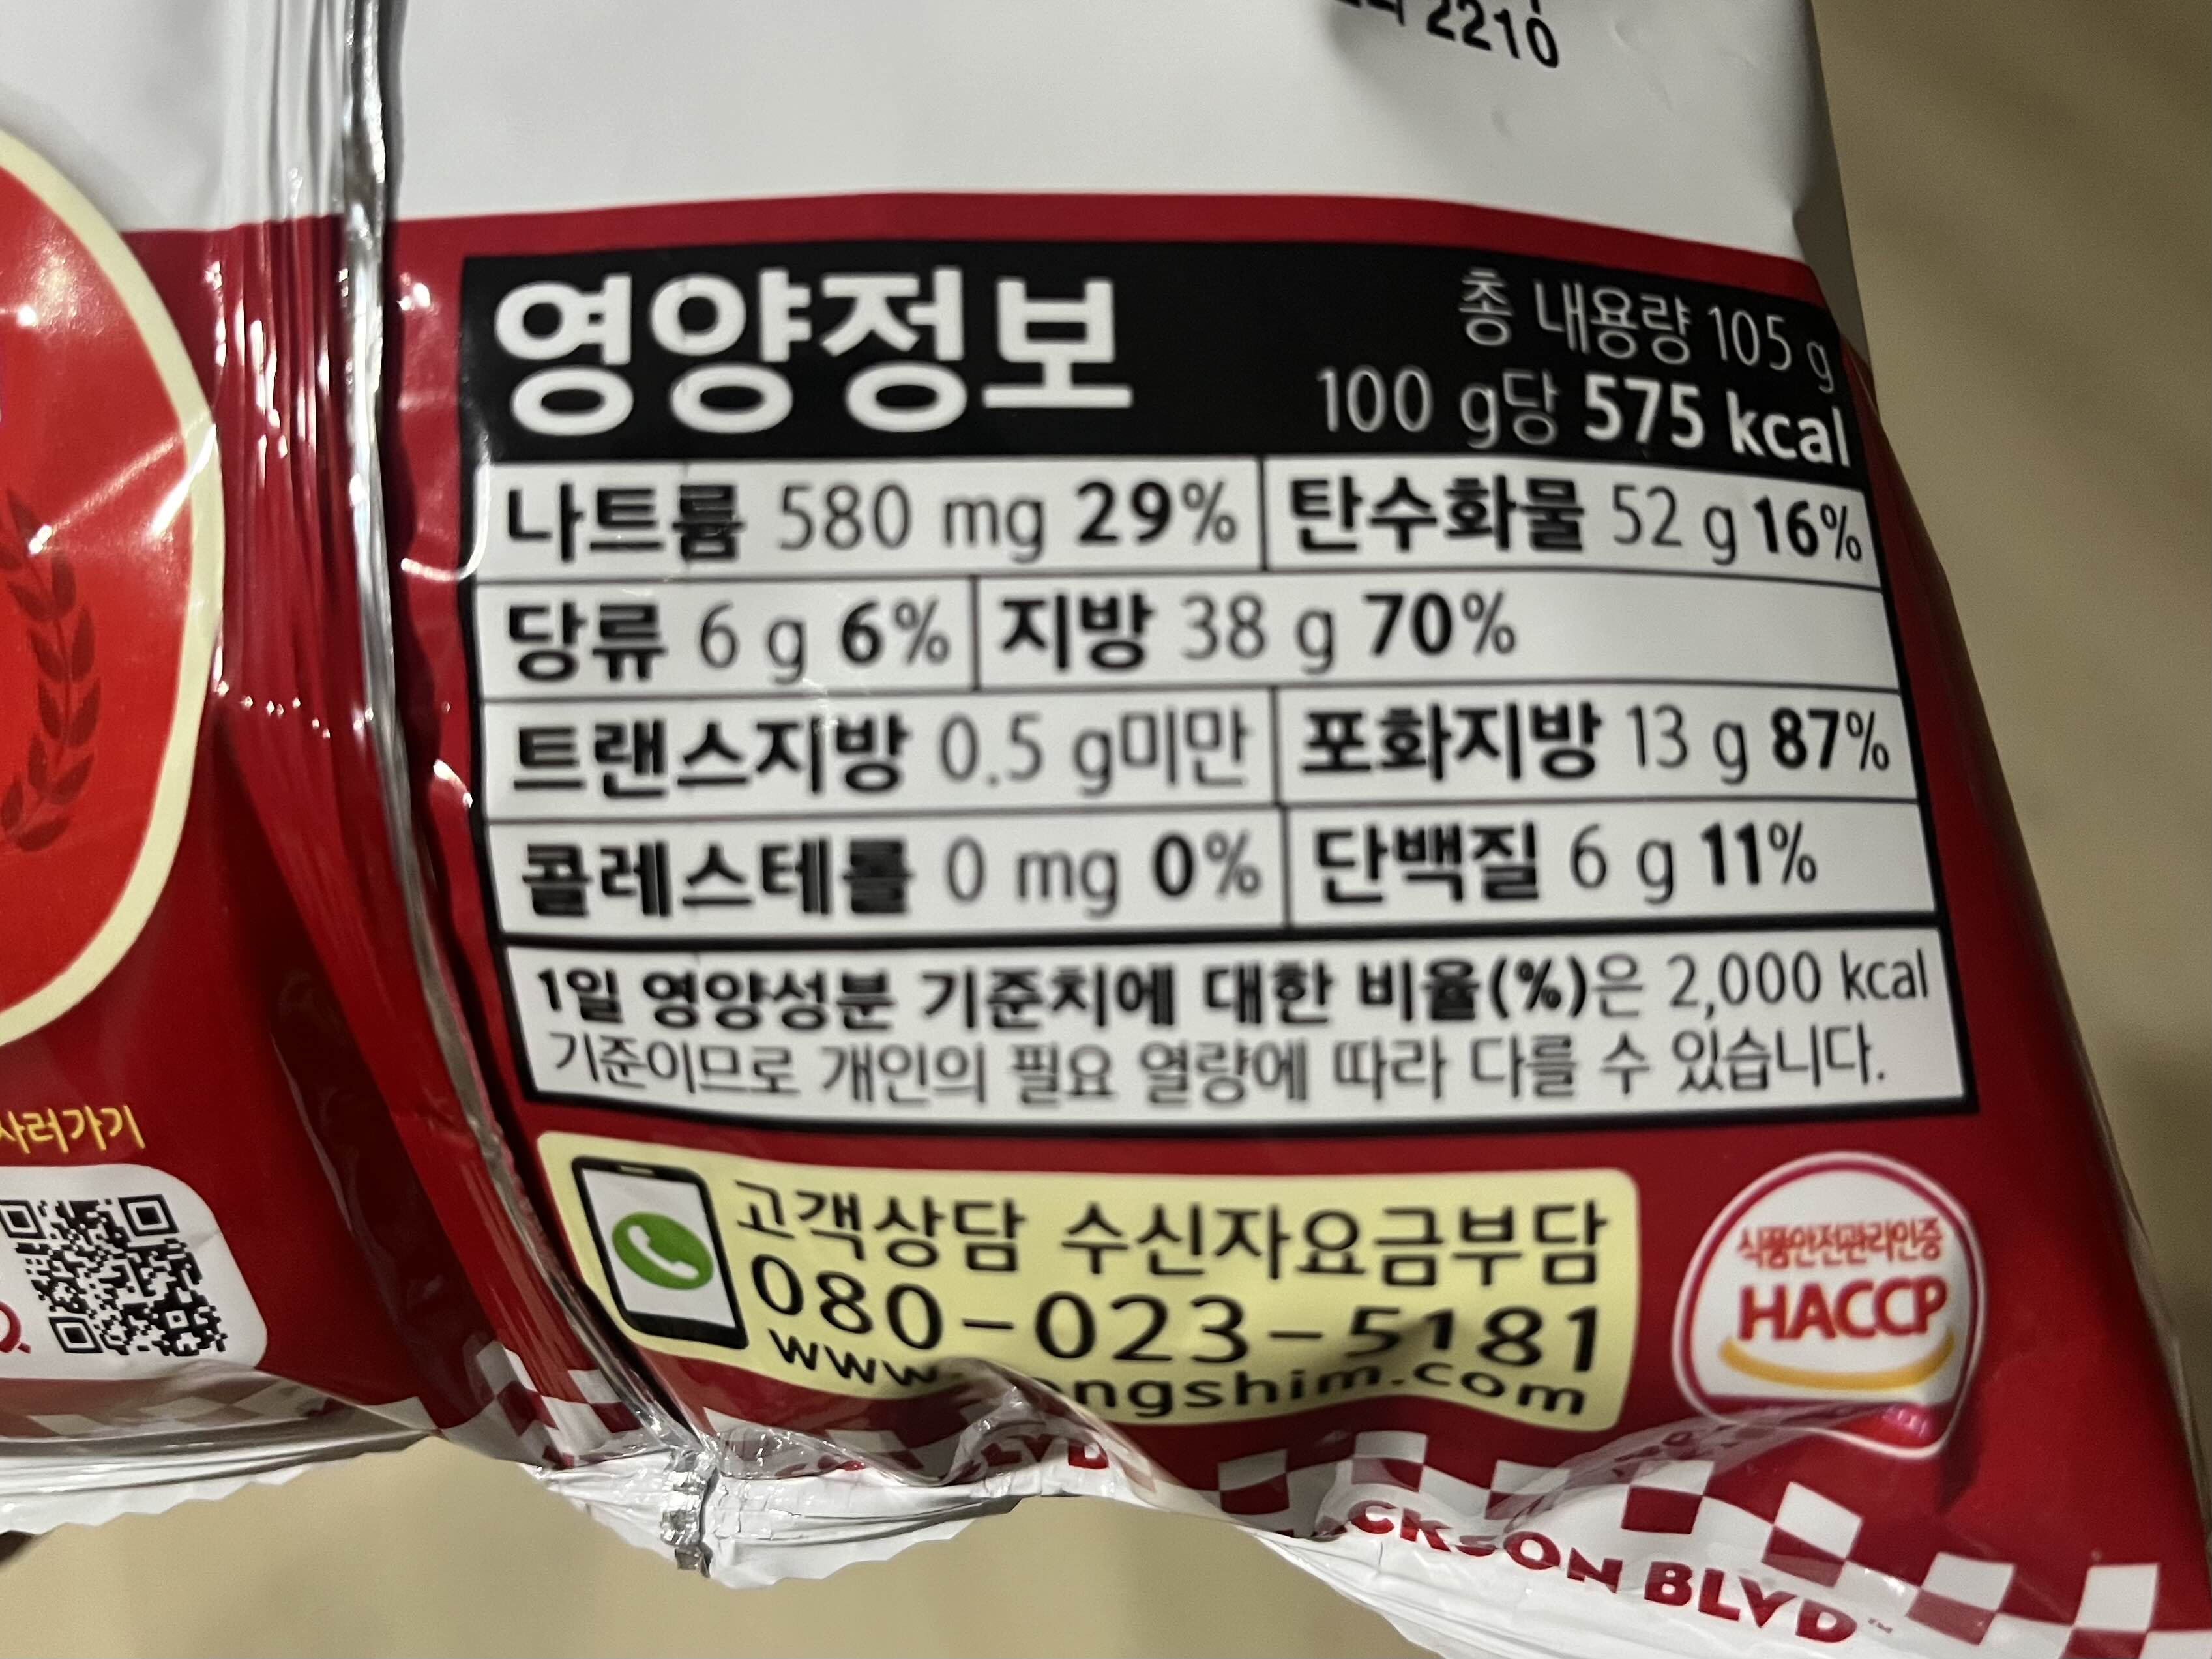 2210
영양정보
총 내용량 105 g
100 g당 575 kcal
나트륨 580 mg 29% 탄수화물 52 g 16%
당류 6 g 6% 지방 38 g 70%
트랜스지방 0.5 g미만 포화지방 13 g 87%
콜레스테롤 0 mg 0% 단백질 6 g 11%
1일 영양성분 기준치에 대한 비율(%)은 2,000 kcal
기준이므로 개인의 필요 열량에 따라 다를 수 있습니다.
사러가기
고객상담 수신자요금부담
080-023-5181
www ongshim.com
식품안전관리인증
HACCP
LVD
CKSON BLVD™